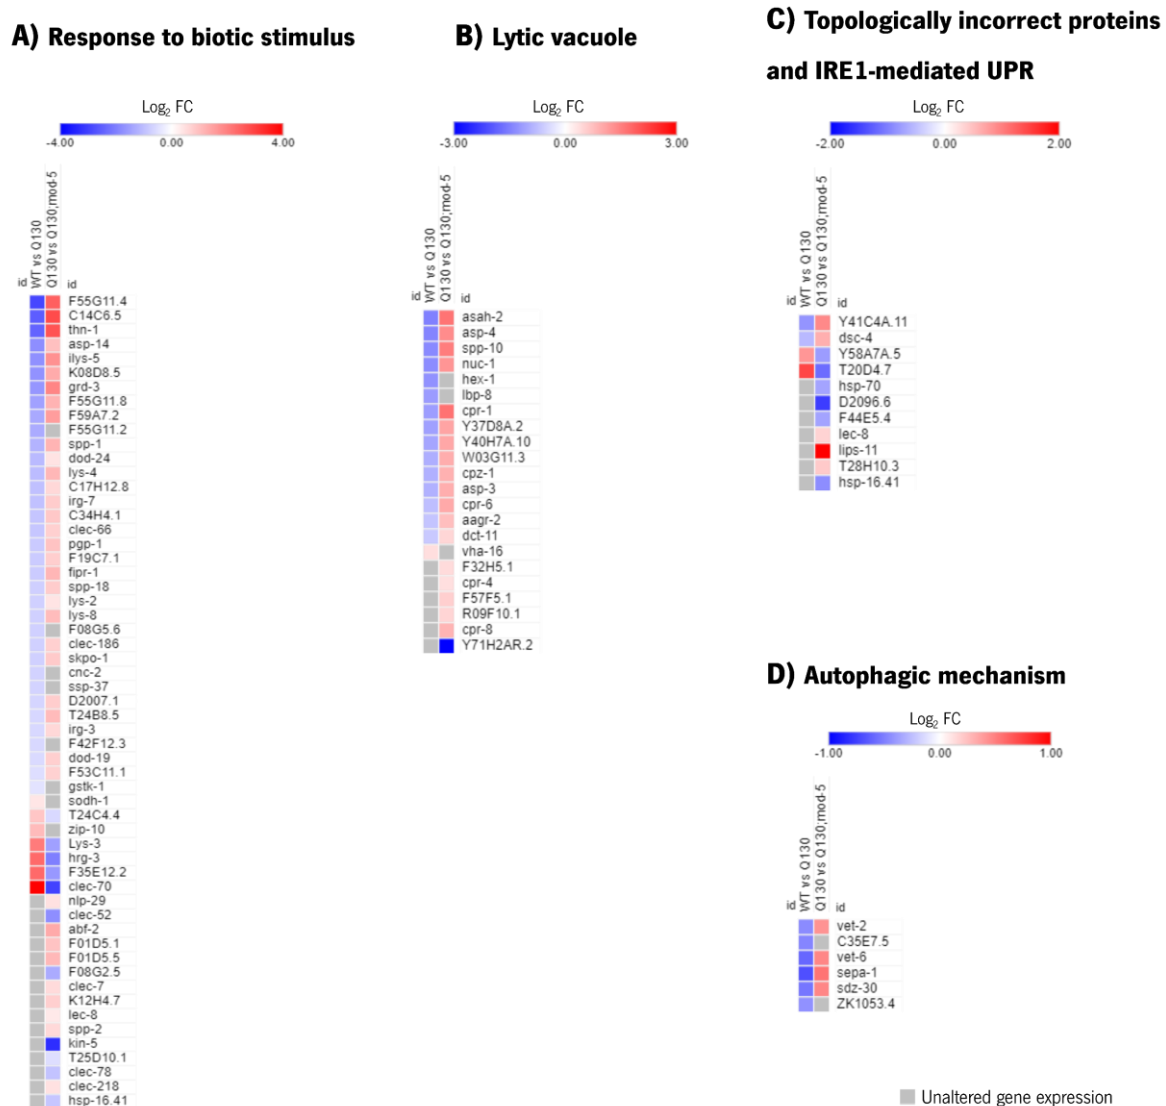 A) Response to biotic stimulus
Log2 FC
-4.00 0.00 4.00
WT vs Q130
Q130 vs Q130;mod-5
id id
F55G11.4
C14C6.5
thn-1
asp-14
ilys-5
K08D8.5
grd-3
F55G11.8
F59A7.2
F55G11.2
spp-1
dod-24
lys-4
C17H12.8
irg-7
C34H4.1
clec-66
pgp-1
F19C7.1
fipr-1
spp-18
lys-2
lys-8
F08G5.6
clec-186
skpo-1
cnc-2
ssp-37
D2007.1
T24B8.5
irg-3
F42F12.3
dod-19
F53C11.1
gstk-1
sodh-1
T24C4.4
zip-10
Lys-3
hrg-3
F35E12.2
clec-70
nlp-29
clec-52
abf-2
F01D5.1
F01D5.5
F08G2.5
clec-7
K12H4.7
lec-8
spp-2
kin-5
T25D10.1
clec-78
clec-218
hsp-16.41
B) Lytic vacuole
Log2 FC
-3.00 0.00 3.00
WT vs Q130
Q130 vs Q130;mod-5
id id
asah-2
asp-4
spp-10
nuc-1
hex-1
lbp-8
cpr-1
Y37D8A.2
Y40H7A.10
W03G11.3
cpz-1
asp-3
cpr-6
aagr-2
dct-11
vha-16
F32H5.1
cpr-4
F57F5.1
R09F10.1
cpr-8
Y71H2AR.2
C) Topologically incorrect proteins
and IRE1-mediated UPR
Log2 FC
-2.00 0.00 2.00
WT vs Q130
Q130 vs Q130;mod-5
id id
Y41C4A.11
dsc-4
Y58A7A.5
T20D4.7
hsp-70
D2096.6
F44E5.4
lec-8
lips-11
T28H10.3
hsp-16.41
D) Autophagic mechanism
Log2 FC
-1.00 0.00 1.00
WT vs Q130
Q130 vs Q130;mod-5
id id
vet-2
C35E7.5
vet-6
sepa-1
sdz-30
ZK1053.4
Unaltered gene expression